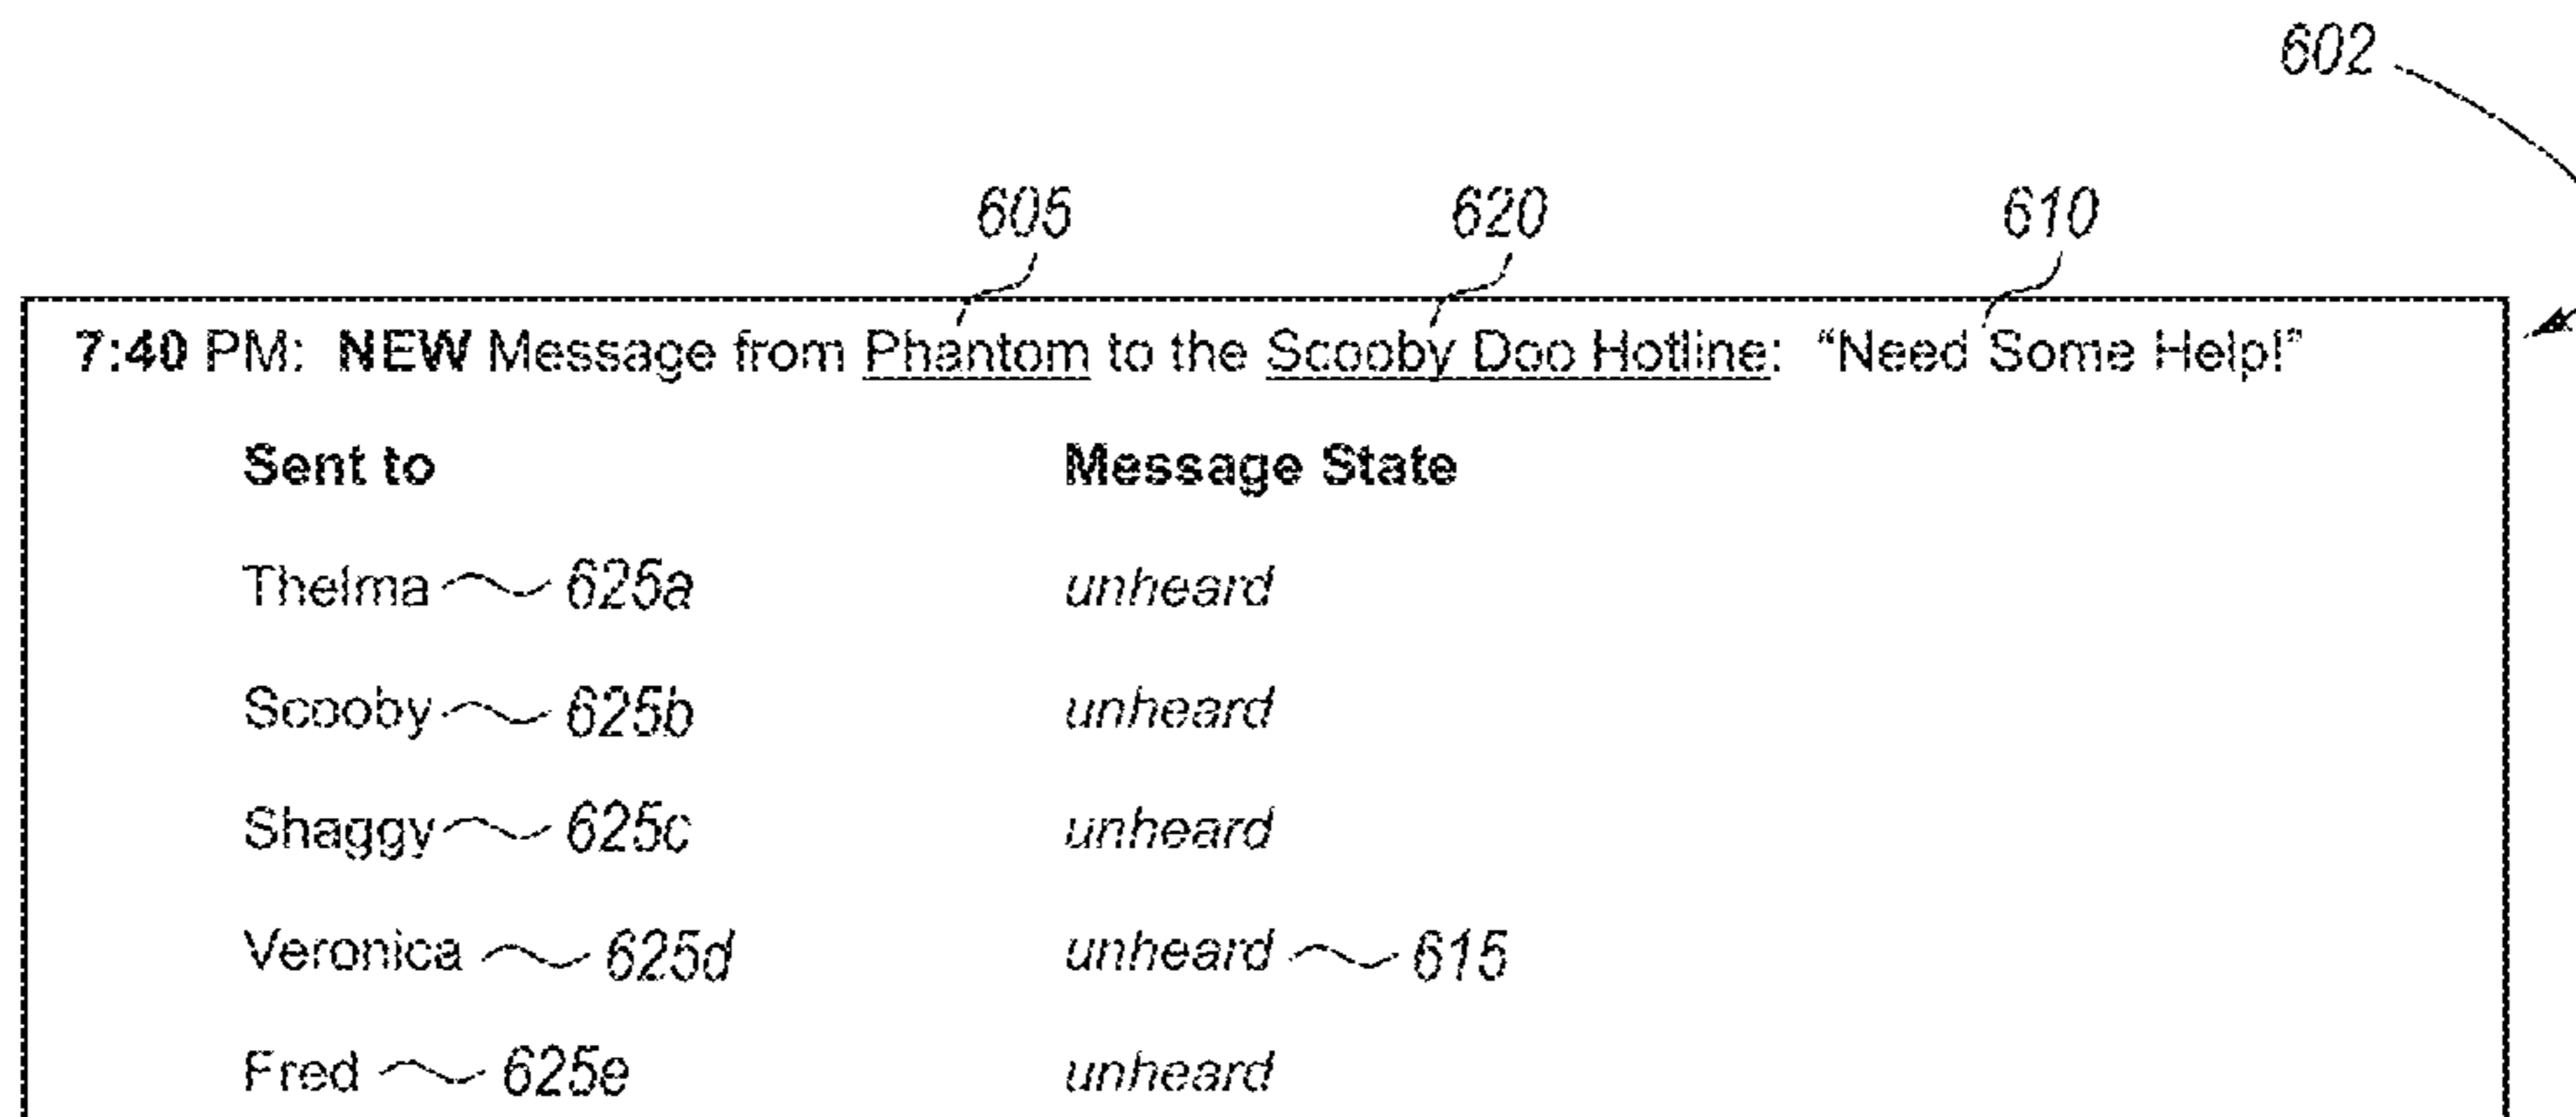 602
605 620 610
7:40 PM: NEW Message from Phantom to the Scooby Doo Hotline: “Need Some Help!”
Sent to Message State
Thelma 625a unheard
Scooby 625b unheard
Shaggy 625c unheard
Veronica 625d unheard 615
Fred 625e unheard